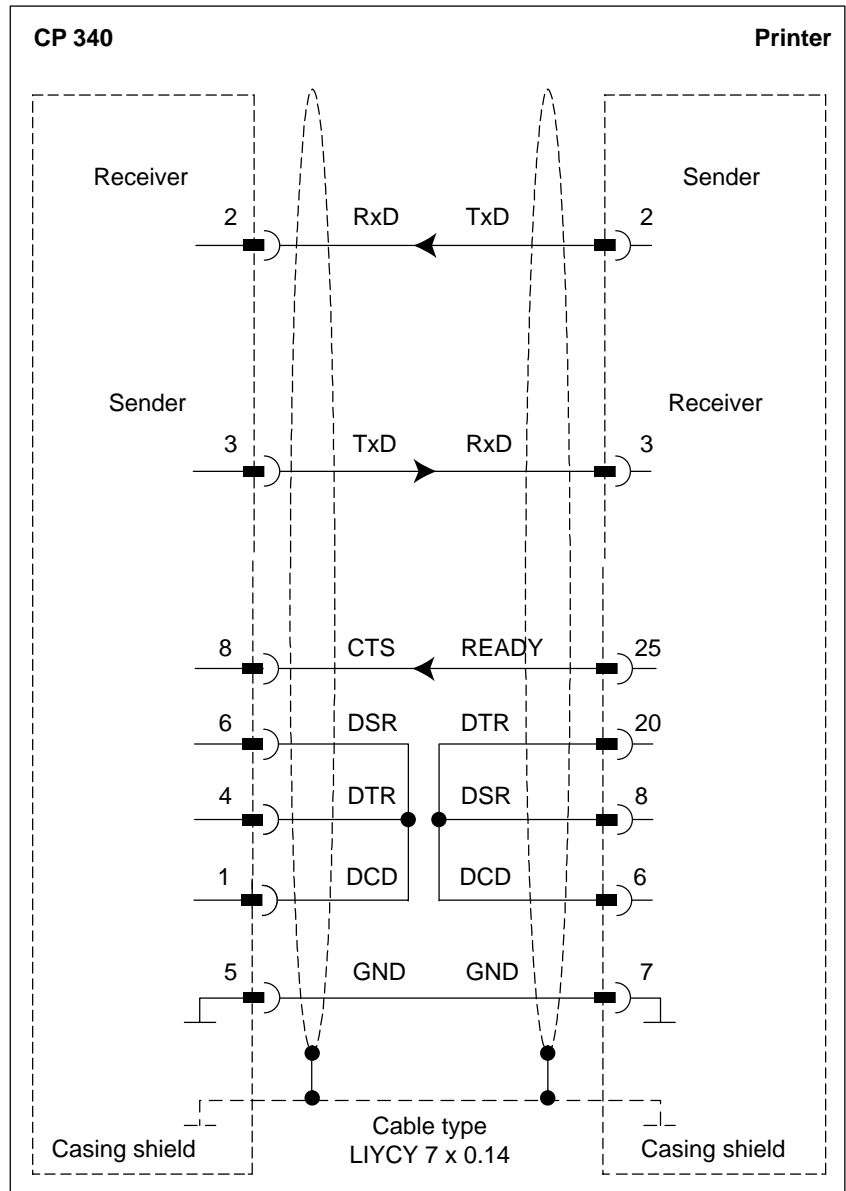 CP 340 Printer
Receiver Sender
2 RxD TxD 2
Sender Receiver
3 TxD RxD 3
8 CTS READY 25
6 DSR DTR 20
4 DTR DSR 8
1 DCD DCD 6
5 GND GND 7
Cable type
LIYCY 7 x 0.14
Casing shield Casing shield